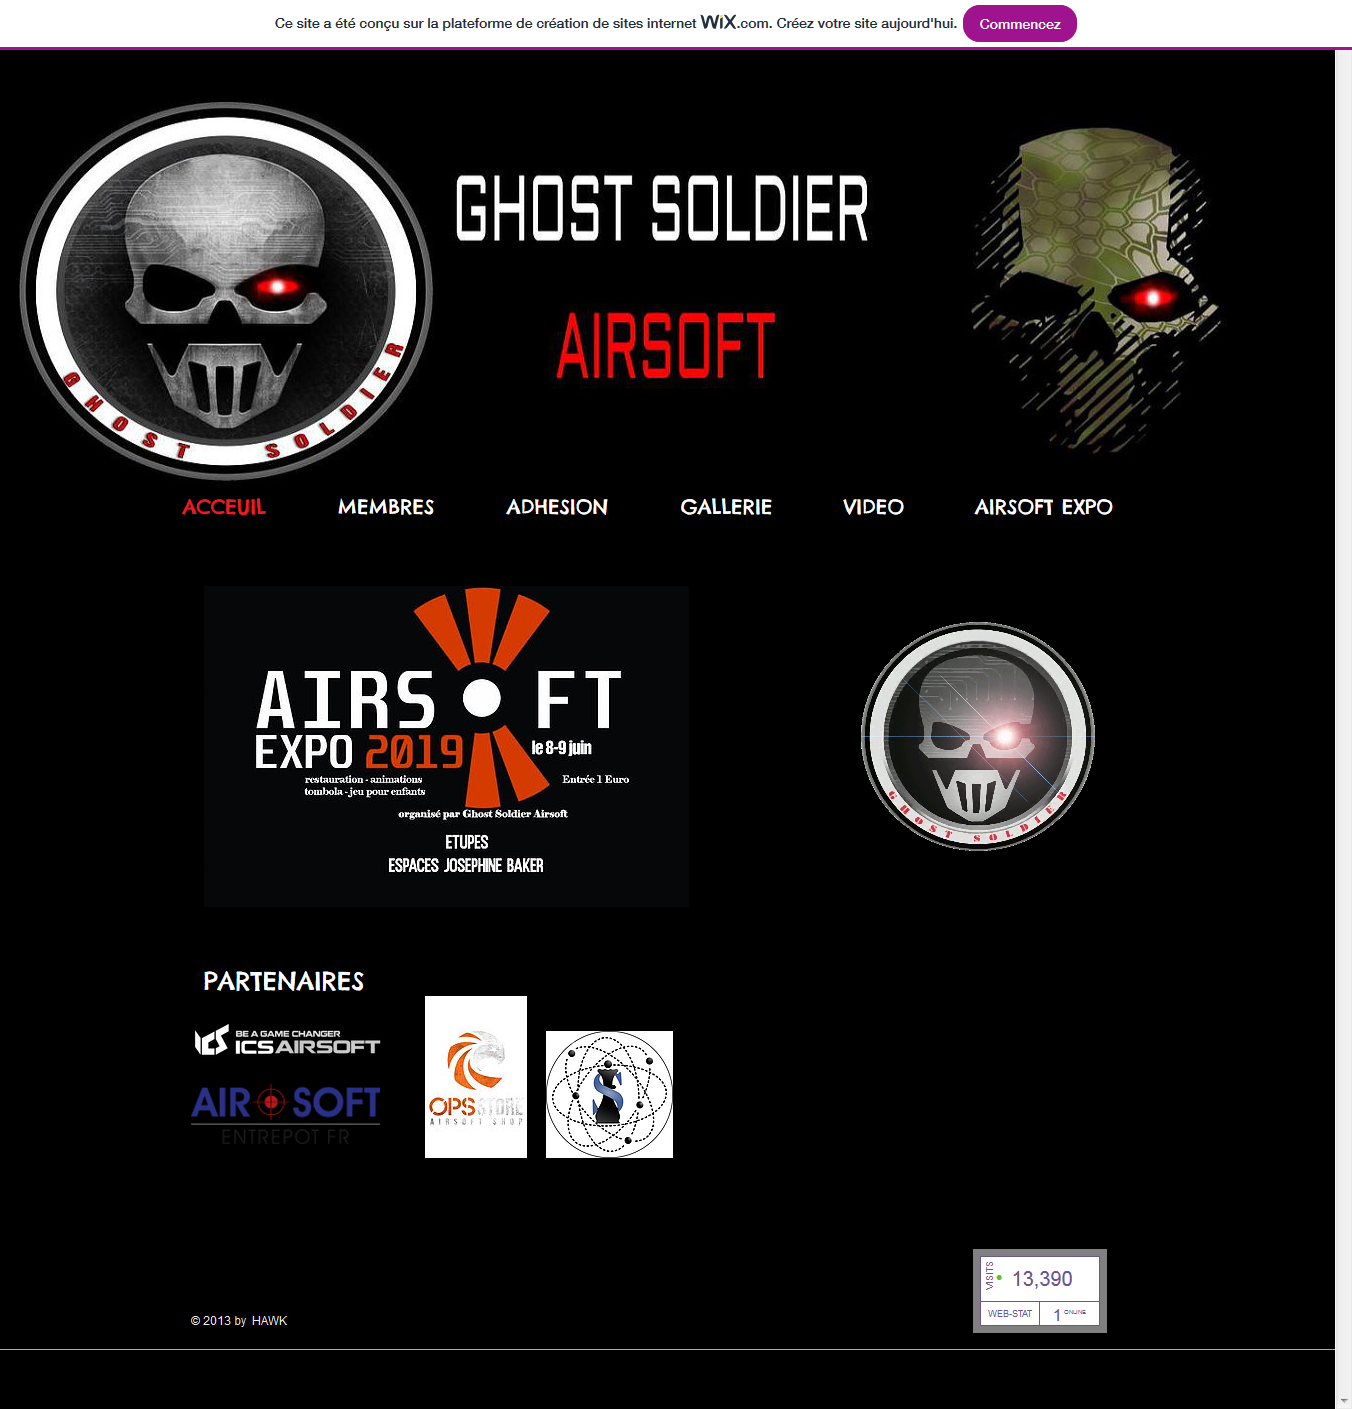 Ce site a été conçu sur la plateforme de création de sites internet WiX.com. Créez votre site aujourd'hui.
Commencez
GHOST SOLDIER
AIRSOFT
GHOST SOLDIER
ACCEUIL
MEMBRES
ADHESION
GALLERIE
VIDEO
AIRSOFT EXPO
AIRS FT
EXPO 2019
le 8-9 juin
restauration - animations
tombola - jeu pour enfants
Entrée 1 Euro
organisé par Ghost Soldier Airsoft
ETUPES
ESPACES JOSEPHINE BAKER
GHOST SOLDIER
PARTENAIRES
BE A GAME CHANGER
ICS AIRSOFT
AIR SOFT
ENTREPOT FR
OPS STORE
AIRSOFT SHOP
S
VISITS
13,390
WEB-STAT
1 ONLINE
© 2013 by HAWK